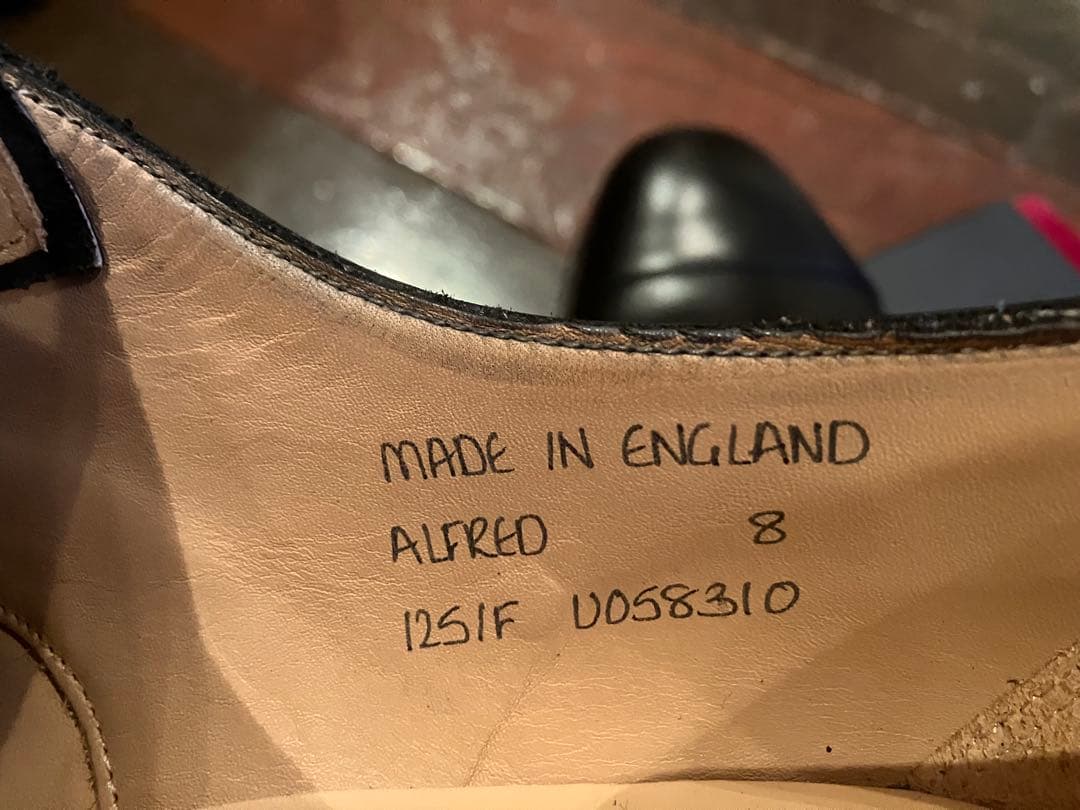 MADE IN ENGLAND
ALFRED 8
1251F U058310